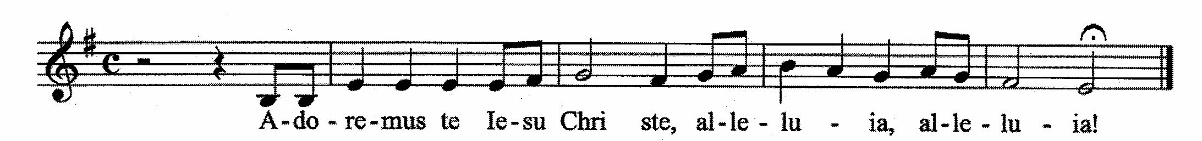 A-do-re-mus te Ie-su Chri ste, al-le-lu - ia, al-le-lu - ia!